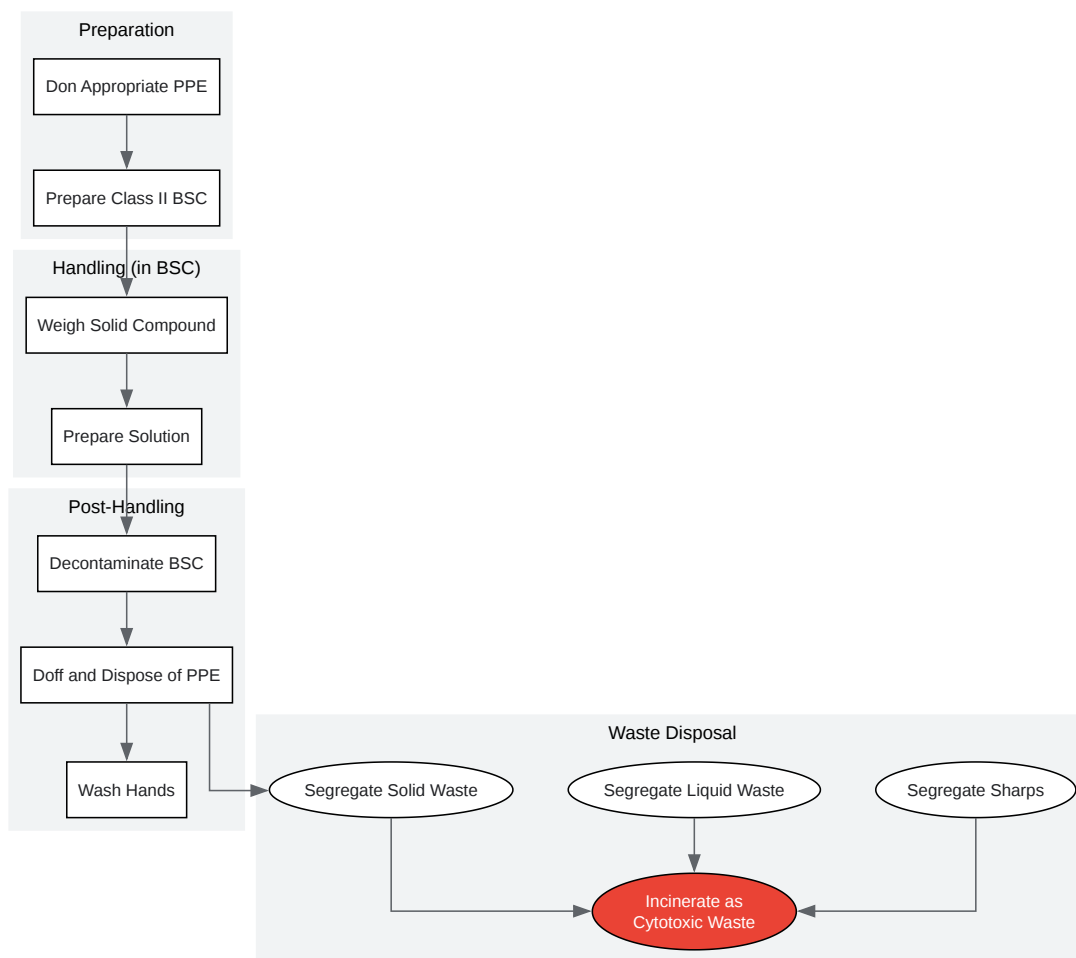 Preparation
Don Appropriate PPE
Prepare Class II BSC
Handling (in BSC)
Weigh Solid Compound
Prepare Solution
Post-Handling
Decontaminate BSC
Doff and Dispose of PPE
Wash Hands
Waste Disposal
Segregate Solid Waste
Segregate Liquid Waste
Segregate Sharps
Incinerate as
Cytotoxic Waste